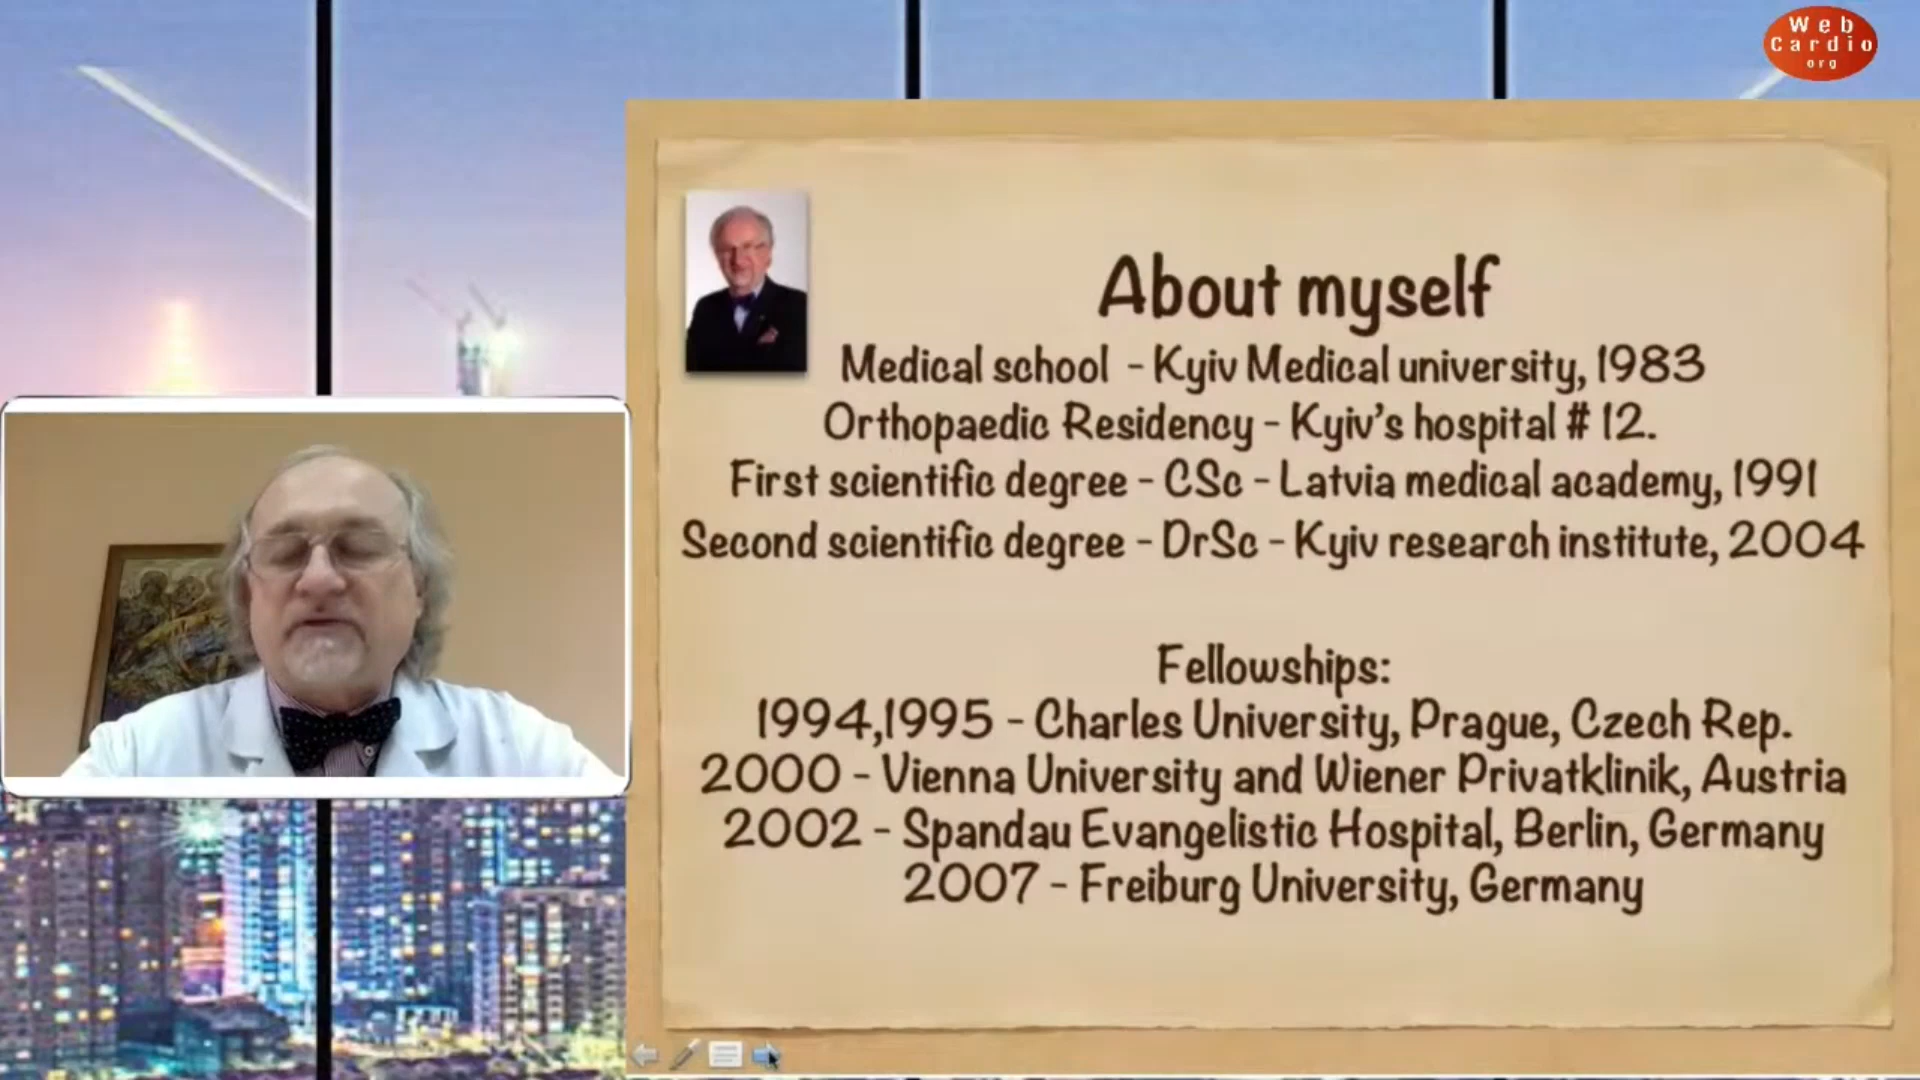 Web
Cardio
org
About myself
Medical school - Kyiv Medical university, 1983
Orthopaedic Residency - Kyiv's hospital # 12.
First scientific degree - CSc - Latvia medical academy, 1991
Second scientific degree - DrSc - Kyiv research institute, 2004
Fellowships:
1994,1995 - Charles University, Prague, Czech Rep.
2000 - Vienna University and Wiener Privatklinik, Austria
2002 - Spandau Evangelistic Hospital, Berlin, Germany
2007 - Freiburg University, Germany